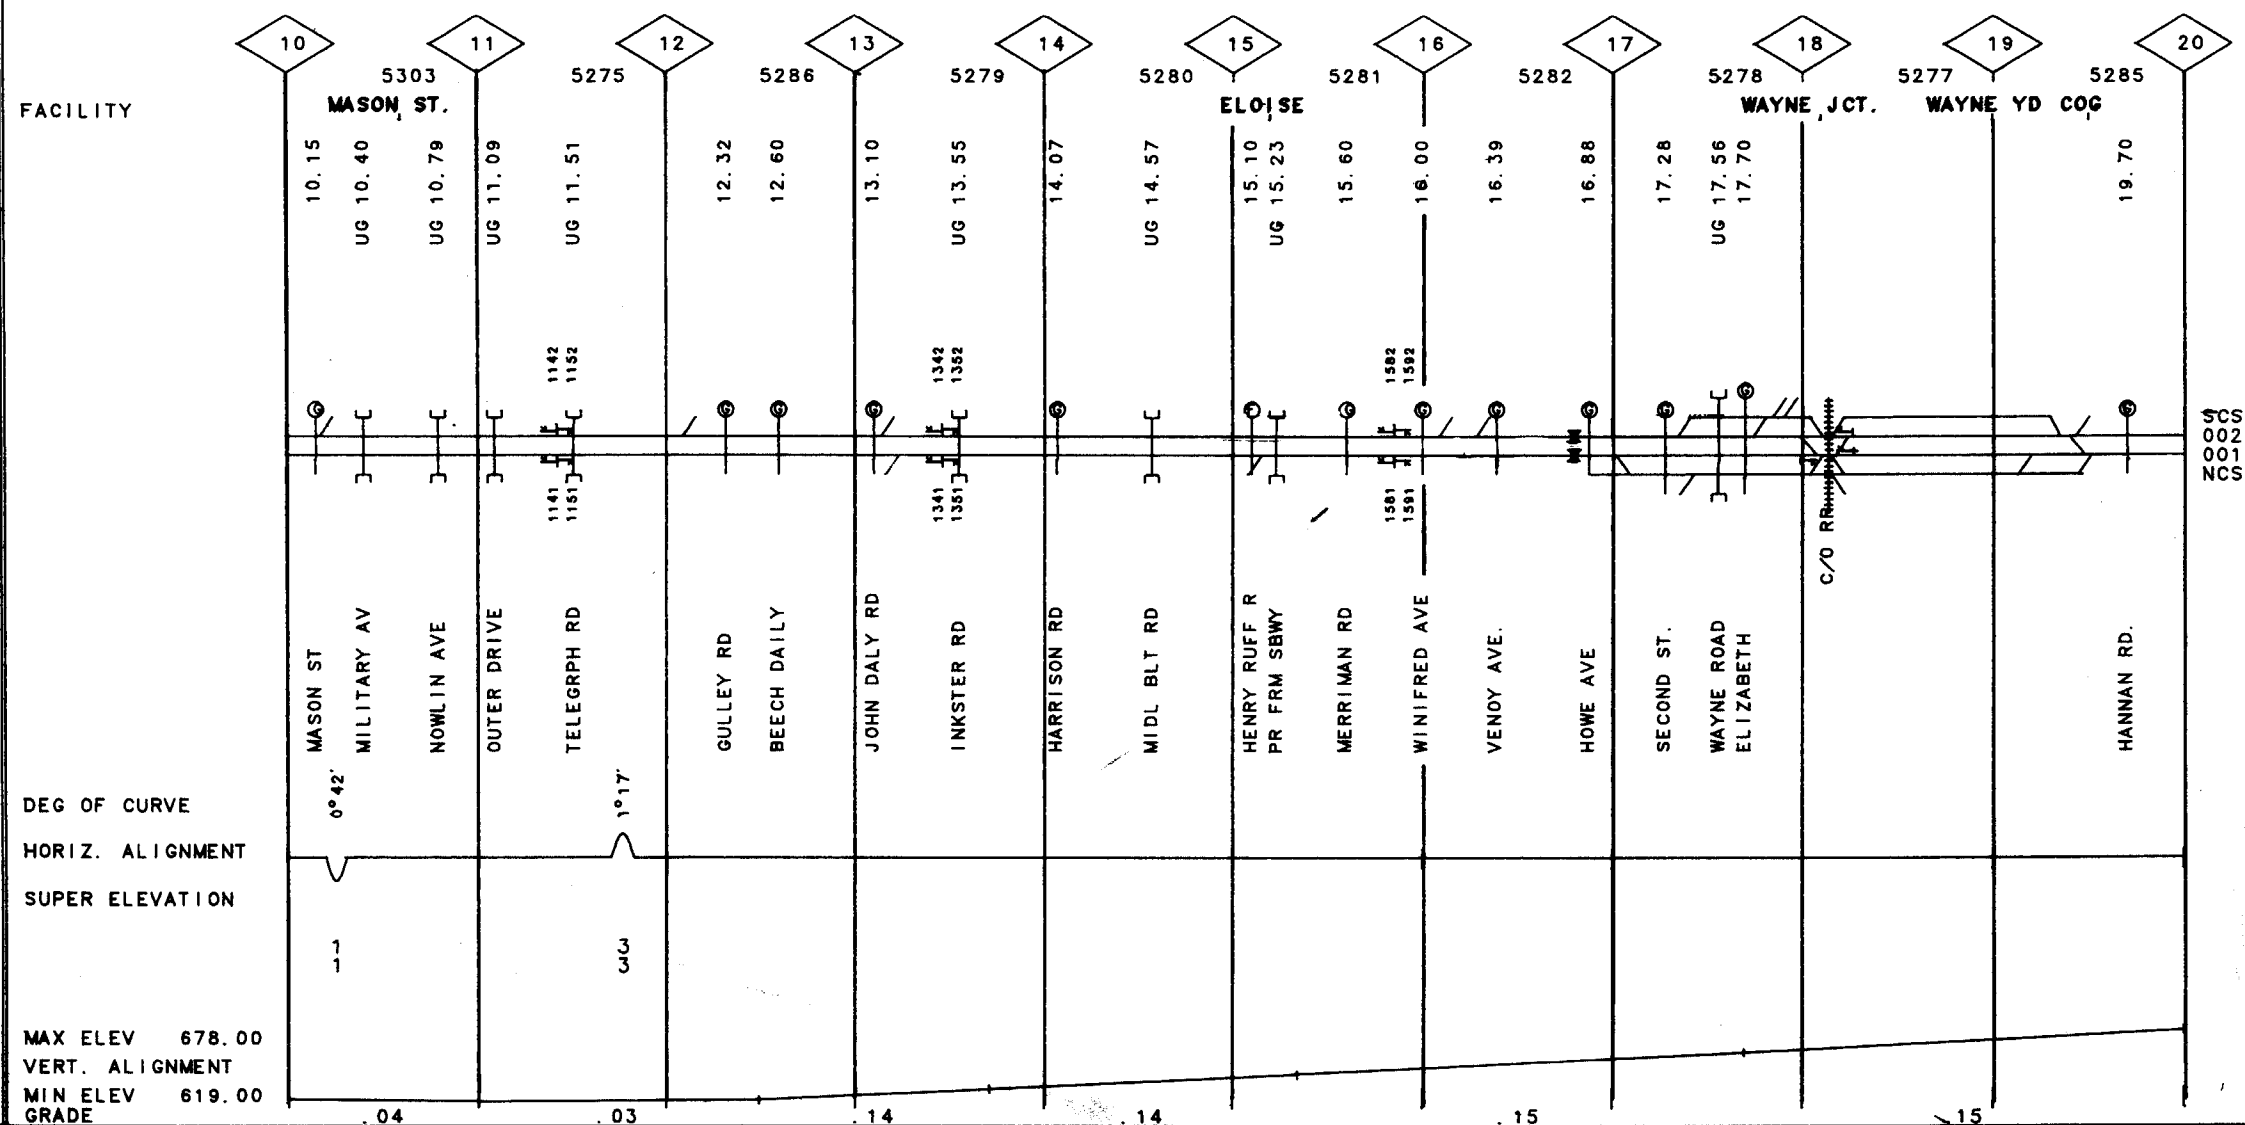 10 11 12 13 14 15 16 17 18 19 20
5303 5275 5286 5279 5280 5281 5282 5278 5277 5285
FACILITY MASON ST. ELOISE WAYNE JCT. WAYNE YD COG
10.15
UG 10.40
UG 10.79
UG 11.09
UG 11.51
12.32
12.60
13.10
UG 13.55
14.07
UG 14.57
15.10
UG 15.23
15.60
16.00
16.39
16.88
17.28
UG 17.56
17.70
19.70
1142
1152
1342
1352
1582
1592
G G G G G G G G G G G G
SCS
002
001
NCS
1141
1151
1341
1351
1581
1591
C/O RR
MASON ST
MILITARY AV
NOWLIN AVE
OUTER DRIVE
TELEGRPH RD
GULLEY RD
BEECH DAILY
JOHN DALY RD
INKSTER RD
HARRISON RD
MIDL BLT RD
HENRY RUFF R
PR FRM SBWY
MERRIMAN RD
WINIFRED AVE
VENOY AVE.
HOWE AVE
SECOND ST.
WAYNE ROAD
ELIZABETH
HANNAN RD.
DEG OF CURVE 0°42' 1°17'
HORIZ. ALIGNMENT
SUPER ELEVATION
1 3
1 3
MAX ELEV 678.00
VERT. ALIGNMENT
MIN ELEV 619.00
GRADE .04 .03 .14 .14 .15 .15